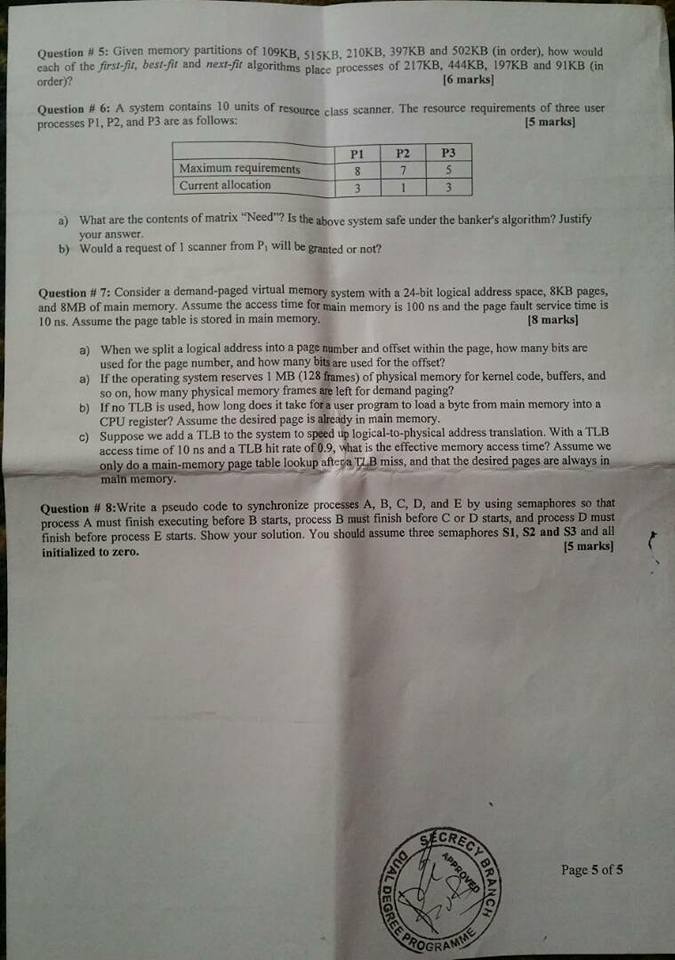 Question # 5: Given memory partitions of 109KB, 515KB, 210KB, 397KB and 502KB (in order), how would
each of the first-fit, best-fit and next-fit algorithms place processes of 217KB, 444KB, 197KB and 91KB (in
order)? [6 marks]
Question # 6: A system contains 10 units of resource class scanner. The resource requirements of three user
processes P1, P2, and P3 are as follows: [5 marks]
P1 P2 P3
Maximum requirements 8 7 5
Current allocation 3 1 3
a) What are the contents of matrix "Need"? Is the above system safe under the banker's algorithm? Justify
your answer.
b) Would a request of 1 scanner from P1 will be granted or not?
Question # 7: Consider a demand-paged virtual memory system with a 24-bit logical address space, 8KB pages,
and 8MB of main memory. Assume the access time for main memory is 100 ns and the page fault service time is
10 ns. Assume the page table is stored in main memory. [8 marks]
a) When we split a logical address into a page number and offset within the page, how many bits are
used for the page number, and how many bits are used for the offset?
a) If the operating system reserves 1 MB (128 frames) of physical memory for kernel code, buffers, and
so on, how many physical memory frames are left for demand paging?
b) If no TLB is used, how long does it take for a user program to load a byte from main memory into a
CPU register? Assume the desired page is already in main memory.
c) Suppose we add a TLB to the system to speed up logical-to-physical address translation. With a TLB
access time of 10 ns and a TLB hit rate of 0.9, what is the effective memory access time? Assume we
only do a main-memory page table lookup after a TLB miss, and that the desired pages are always in
main memory.
Question # 8:Write a pseudo code to synchronize processes A, B, C, D, and E by using semaphores so that
process A must finish executing before B starts, process B must finish before C or D starts, and process D must
finish before process E starts. Show your solution. You should assume three semaphores S1, S2 and S3 and all
initialized to zero. [5 marks]
SECRECY BRANCH
APPROVED
DUAL DEGREE PROGRAMME
Page 5 of 5